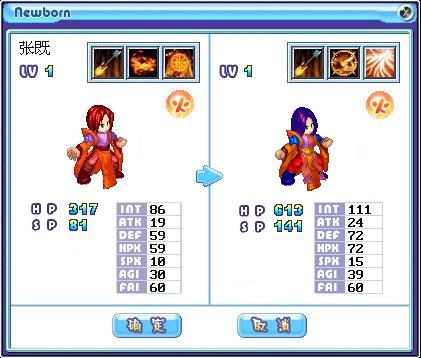 Newborn
张既
LV 1
HP 317
SP 81
INT 86
ATK 19
DEF 59
HPX 59
SPX 10
AGI 30
FAI 60
LV 1
HP 613
SP 141
INT 111
ATK 24
DEF 72
HPX 72
SPX 15
AGI 39
FAI 60
确定
取消